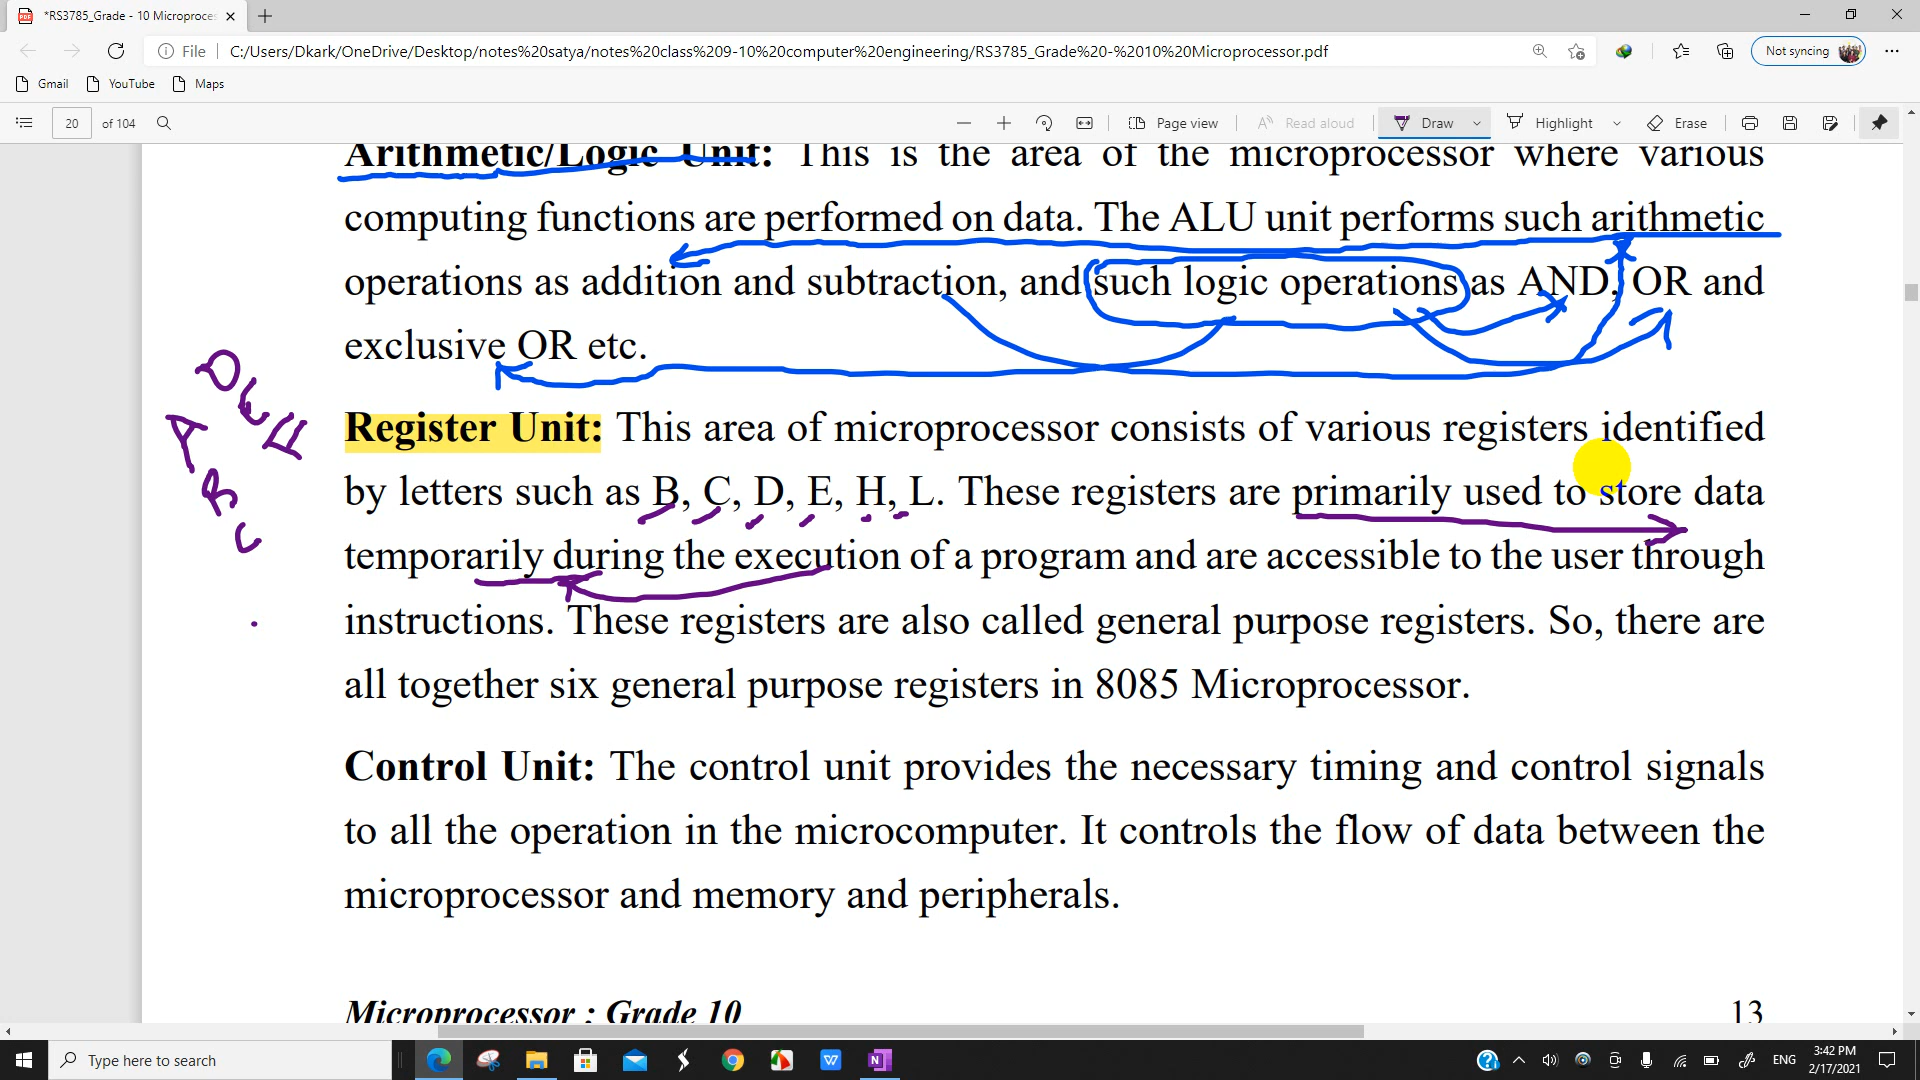 *RS3785_Grade - 10 Microproces
File
C:/Users/Dkark/OneDrive/Desktop/notes%20satya/notes%20class%209-10%20computer%20engineering/RS3785_Grade%20-%2010%20Microprocessor.pdf
Not syncing
Gmail YouTube Maps
20 of 104
Page view
Read aloud
Draw
Highlight
Erase
Arithmetic/Logic Unit: This is the area of the microprocessor where various
computing functions are performed on data. The ALU unit performs such arithmetic
operations as addition and subtraction, and such logic operations as AND, OR and
exclusive OR etc.
Register Unit: This area of microprocessor consists of various registers identified
by letters such as B, C, D, E, H, L. These registers are primarily used to store data
temporarily during the execution of a program and are accessible to the user through
instructions. These registers are also called general purpose registers. So, there are
all together six general purpose registers in 8085 Microprocessor.
Control Unit: The control unit provides the necessary timing and control signals
to all the operation in the microcomputer. It controls the flow of data between the
microprocessor and memory and peripherals.
Microprocessor : Grade 10 13
A
B
C
D
Type here to search
ENG
3:42 PM
2/17/2021